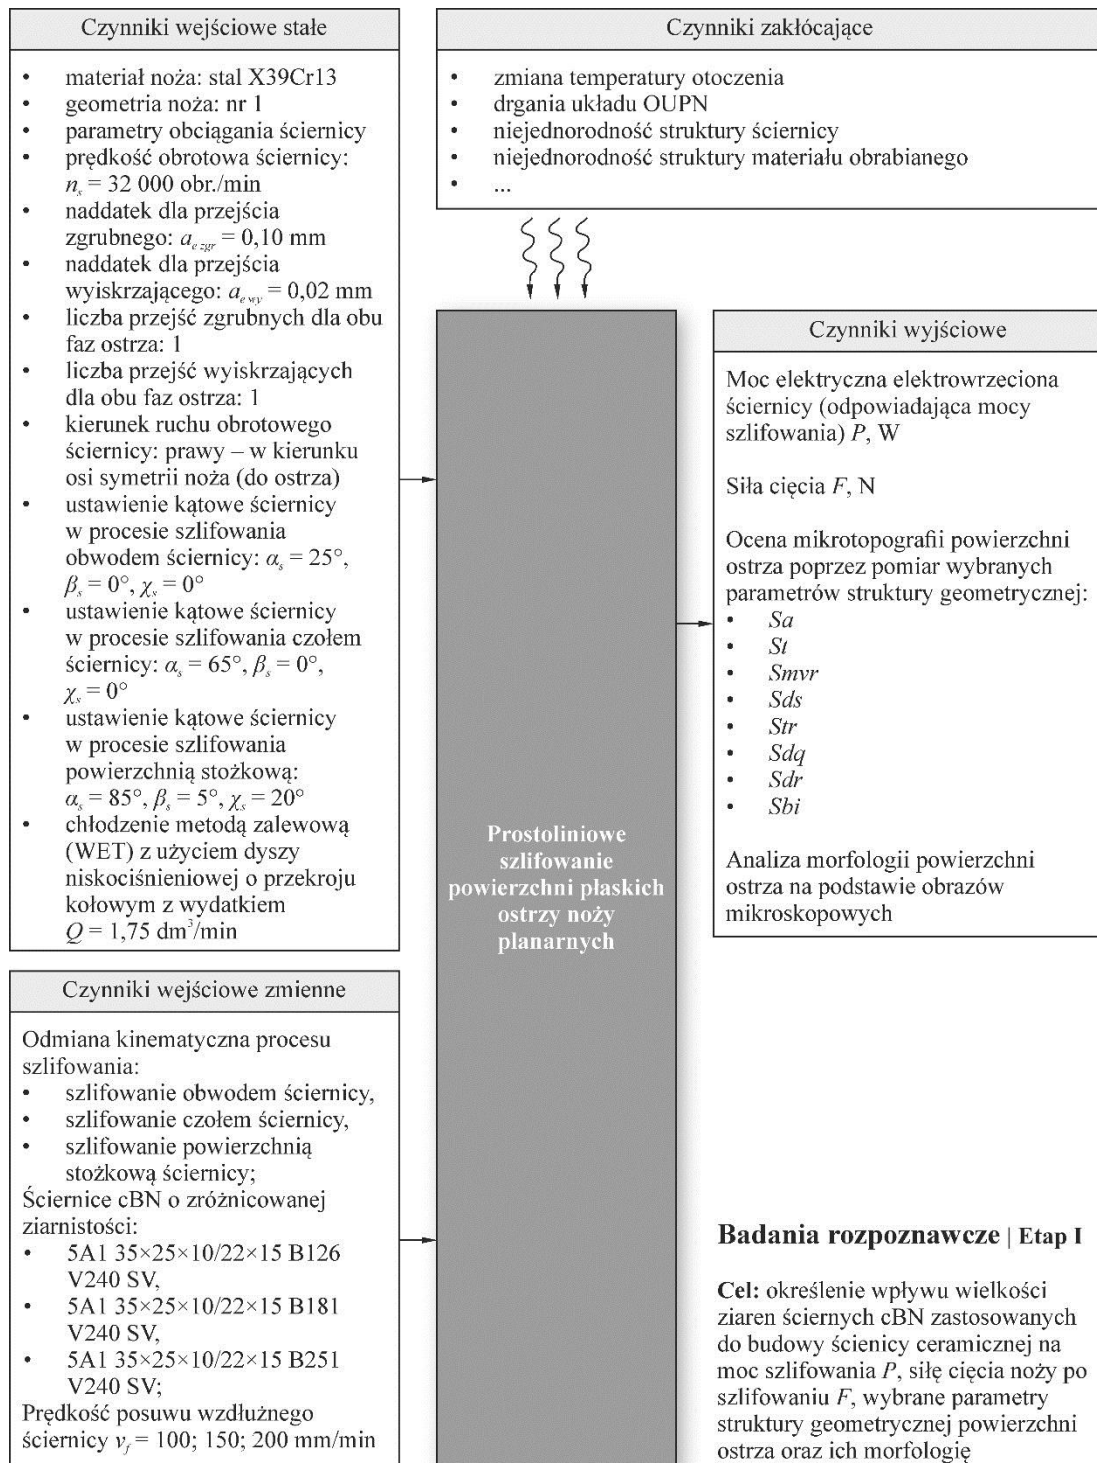 Czynniki wejściowe stałe
• materiał noża: stal X39Cr13
• geometria noża: nr 1
• parametry obciągania ściernicy
• prędkość obrotowa ściernicy:
nₛ = 32 000 obr./min
• naddatek dla przejścia
zgrubnego: a_e zgr = 0,10 mm
• naddatek dla przejścia
wyiskrzającego: a_e wy = 0,02 mm
• liczba przejść zgrubnych dla obu
faz ostrza: 1
• liczba przejść wyiskrzających
dla obu faz ostrza: 1
• kierunek ruchu obrotowego
ściernicy: prawy – w kierunku
osi symetrii noża (do ostrza)
• ustawienie kątowe ściernicy
w procesie szlifowania
obwodem ściernicy: αₛ = 25°,
βₛ = 0°, χₛ = 0°
• ustawienie kątowe ściernicy
w procesie szlifowania czołem
ściernicy: αₛ = 65°, βₛ = 0°,
χₛ = 0°
• ustawienie kątowe ściernicy
w procesie szlifowania
powierzchnią stożkową:
αₛ = 85°, βₛ = 5°, χₛ = 20°
• chłodzenie metodą zalewową
(WET) z użyciem dyszy
niskociśnieniowej o przekroju
kołowym z wydatkiem
Q = 1,75 dm³/min
Czynniki wejściowe zmienne
Odmiana kinematyczna procesu
szlifowania:
• szlifowanie obwodem ściernicy,
• szlifowanie czołem ściernicy,
• szlifowanie powierzchnią
stożkową ściernicy;
Ściernice cBN o zróżnicowanej
ziarnistości:
• 5A1 35×25×10/22×15 B126
V240 SV,
• 5A1 35×25×10/22×15 B181
V240 SV,
• 5A1 35×25×10/22×15 B251
V240 SV;
Prędkość posuwu wzdłużnego
ściernicy v_f = 100; 150; 200 mm/min
Czynniki zakłócające
• zmiana temperatury otoczenia
• drgania układu OUPN
• niejednorodność struktury ściernicy
• niejednorodność struktury materiału obrabianego
• ...
Prostoliniowe
szlifowanie
powierzchni płaskich
ostrzy noży
planarnych
Czynniki wyjściowe
Moc elektryczna elektrowrzeciona
ściernicy (odpowiadająca mocy
szlifowania) P, W
Siła cięcia F, N
Ocena mikrotopografii powierzchni
ostrza poprzez pomiar wybranych
parametrów struktury geometrycznej:
• Sa
• St
• Smvr
• Sds
• Str
• Sdq
• Sdr
• Sbi
Analiza morfologii powierzchni
ostrza na podstawie obrazów
mikroskopowych
Badania rozpoznawcze | Etap I
Cel: określenie wpływu wielkości
ziaren ściernych cBN zastosowanych
do budowy ścienicy ceramicznej na
moc szlifowania P, siłę cięcia noży po
szlifowaniu F, wybrane parametry
struktury geometrycznej powierzchni
ostrza oraz ich morfologię